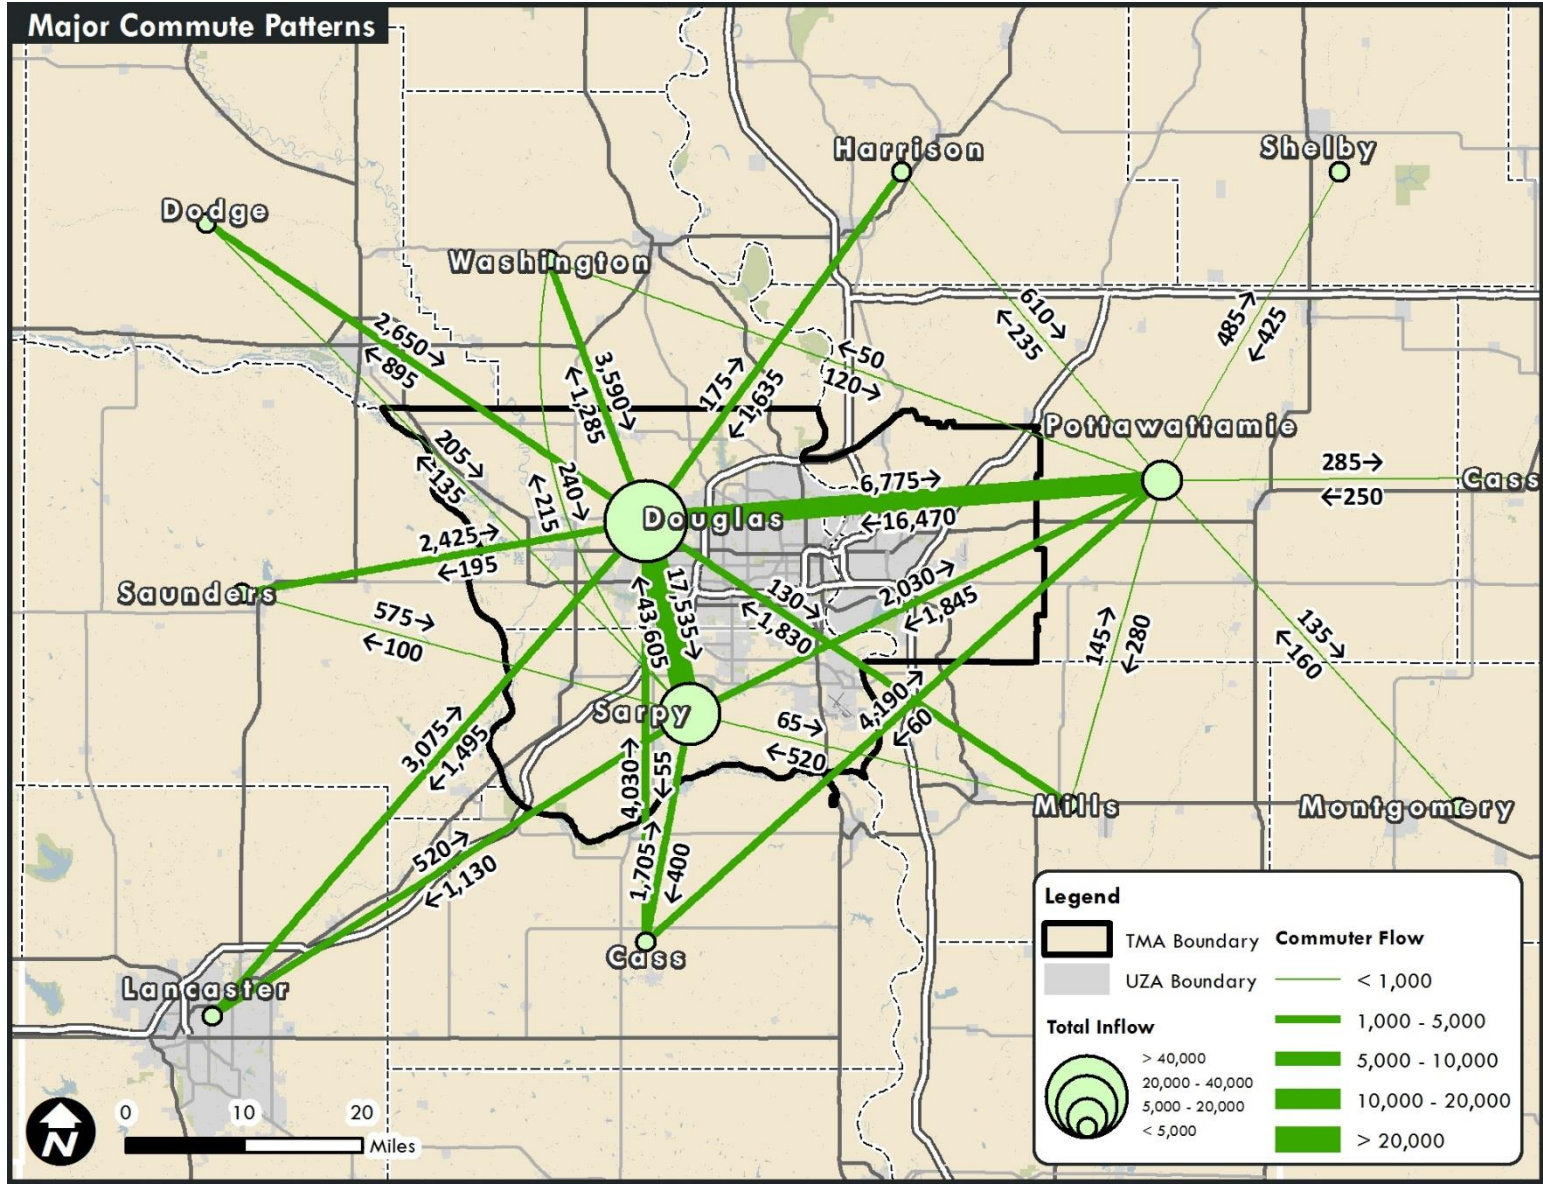 Major Commute Patterns
Harrison
Shelby
Dodge
Washington
2,650→
←895
3,590→
←1,285
175→
←1,635
←50
120→
610→
←235
485→
←425
Pottawattamie
285→
←250
Cass
205→
←135
240→
←215
6,775→
←16,470
Douglas
2,425→
←195
Saunders
575→
←100
17,535→
←43,605
130→
←1,830
2,030→
←1,845
145→
←280
135→
←160
Sarpy
65→
←520
4,190→
←60
3,075→
←1,495
4,030→
←55
Mills
Montgomery
520→
←1,130
1,705→
←400
Cass
Lancaster
Legend
TMA Boundary
UZA Boundary
Total Inflow
> 40,000
20,000 - 40,000
5,000 - 20,000
< 5,000
Commuter Flow
< 1,000
1,000 - 5,000
5,000 - 10,000
10,000 - 20,000
> 20,000
N
0 10 20
Miles